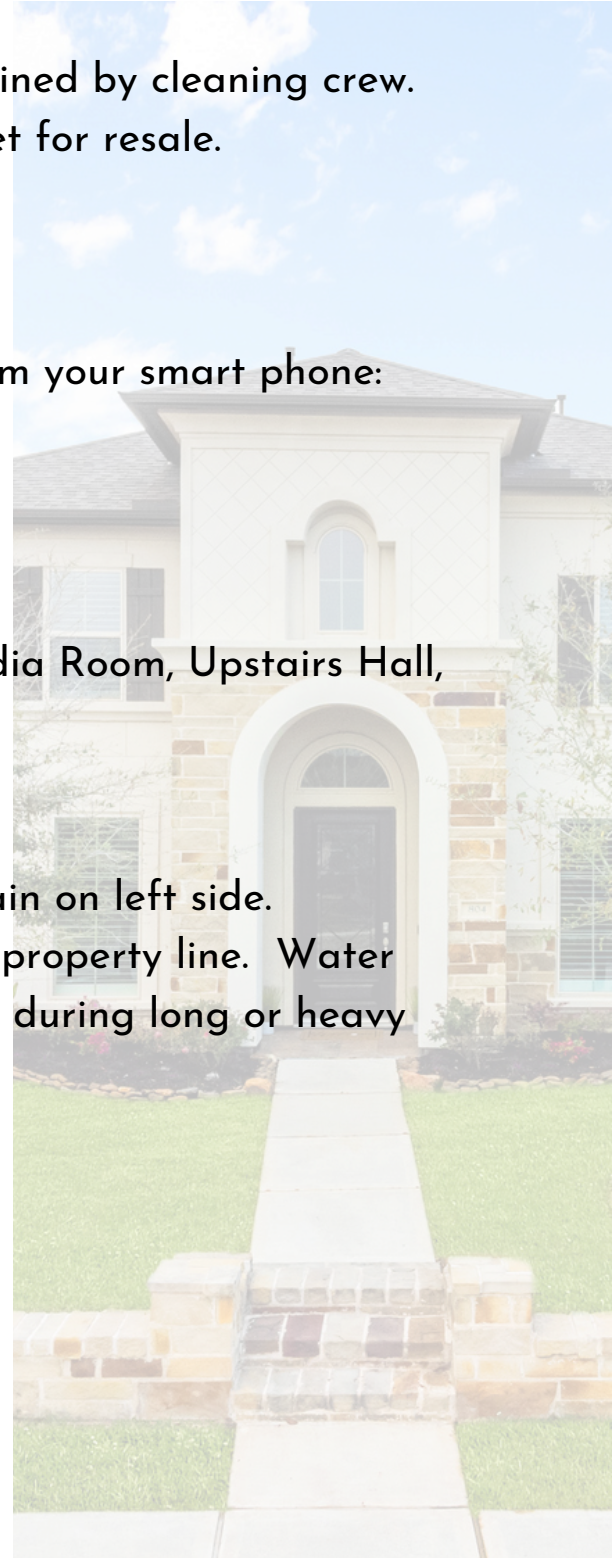 ined by cleaning crew.
et for resale.
m your smart phone:
dia Room, Upstairs Hall,
ain on left side.
property line.  Water
during long or heavy